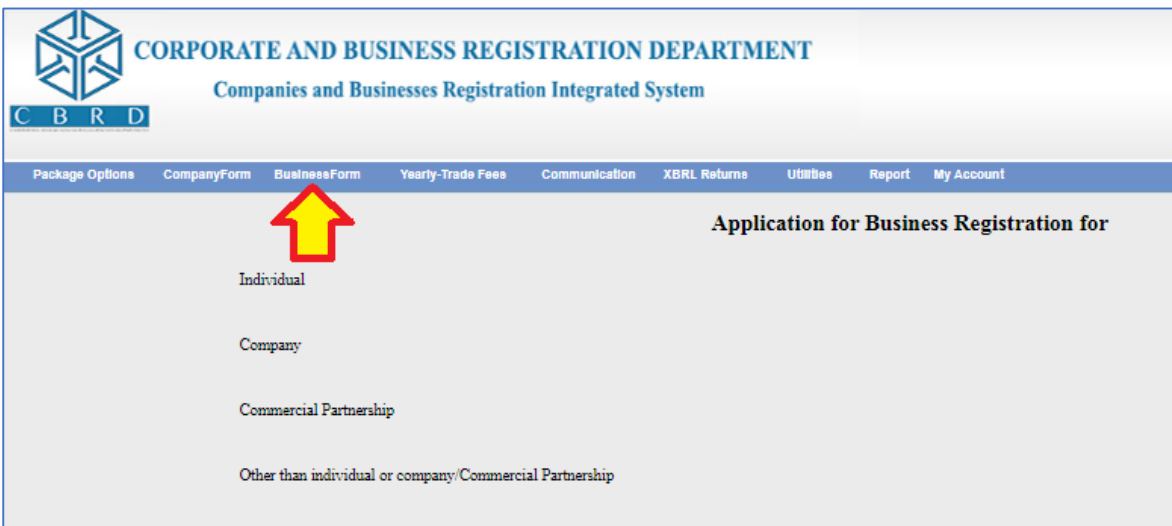 CORPORATE AND BUSINESS REGISTRATION DEPARTMENT
Companies and Businesses Registration Integrated System
C B R D
Package Options CompanyForm BusinessForm Yearly-Trade Fees Communication XBRL Returns Utilities Report My Account
Application for Business Registration for
Individual
Company
Commercial Partnership
Other than individual or company/Commercial Partnership